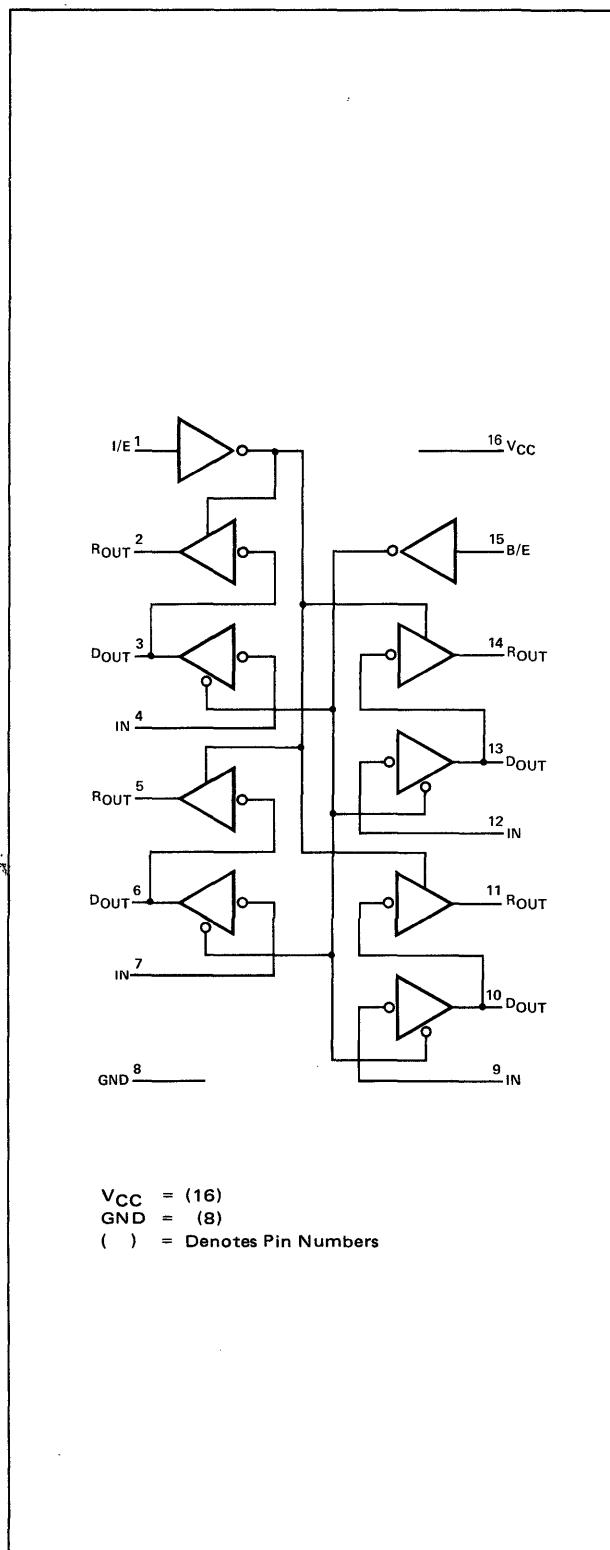 I/E 1
16 VCC
ROUT 2
15 B/E
DOUT 3
14 ROUT
IN 4
13 DOUT
ROUT 5
12 IN
DOUT 6
11 ROUT
IN 7
10 DOUT
GND 8
9 IN
VCC = (16)
GND = (8)
( ) = Denotes Pin Numbers